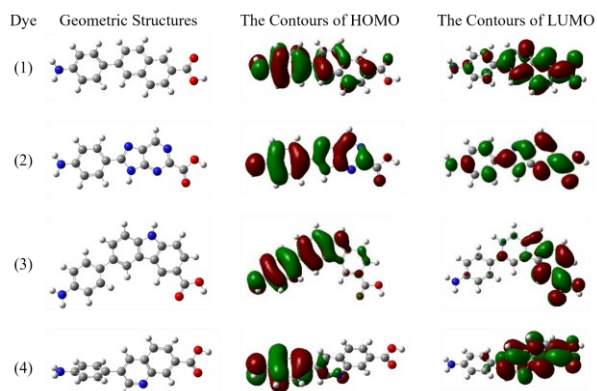 Dye Geometric Structures The Contours of HOMO The Contours of LUMO
(1)
(2)
(3)
(4)